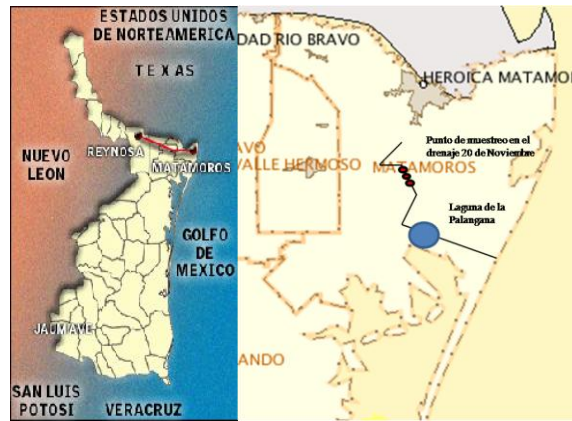 ESTADOS UNIDOS
DE NORTEAMERICA
TEXAS
NUEVO
LEON
REYNOSA
MATAMOROS
GOLFO
DE
MEXICO
JAUMAVE
SAN LUIS
POTOSI
VERACRUZ
DAD RIO BRAVO
HEROICA MATAMOR
Punto de muestreo en el
drenaje 20 de Noviembre
AVO
VALLE HERMOSO
MATAMOROS
Laguna de la
Palangana
ANDO